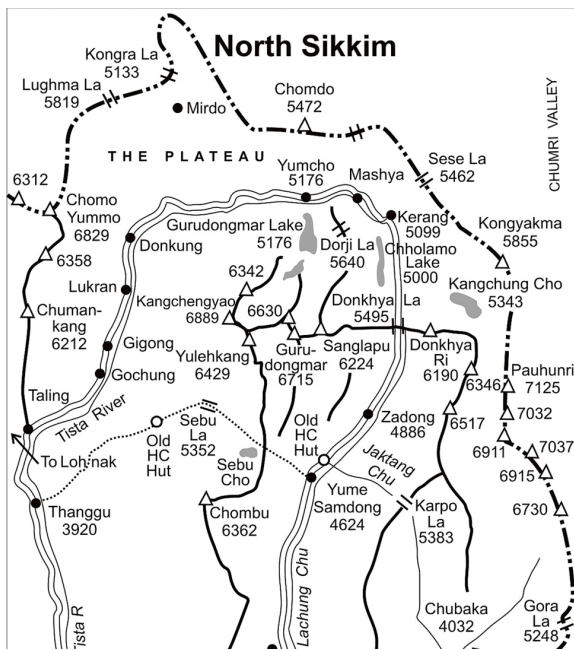 North Sikkim
Kongra La
5133
Lughma La
5819
Mirdo
Chomdo
5472
CHUMRI VALLEY
THE PLATEAU
Sese La
5462
Yumcho
5176
Mashya
6312
Chomo
Yummo
6829
Kerang
5099
Kongyakma
5855
Gurudongmar Lake
5176
Dorji La
5640
Chholamo
Lake
5000
Donkung
6358
Kangchung Cho
5343
6342
Lukran
Kangchengyao
6889
6630
Donkhya La
5495
Chuman-
kang
6212
Gigong
Yulehkang
6429
Guru-
dongmar
6715
Sanglapu
6224
Donkhya
Ri
6190
6346
Pauhunri
7125
Gochung
Taling
Tista River
6517
7032
Zadong
4886
Old
HC
Hut
Sebu
La
5352
Old
HC
Hut
6911
7037
To Lohnak
Sebu
Cho
Jaktang
Chu
6915
Thanggu
3920
Chombu
6362
Yume
Samdong
4624
Karpo
La
5383
6730
Lachung Chu
Chubaka
4032
Gora
La
5248
Tista R